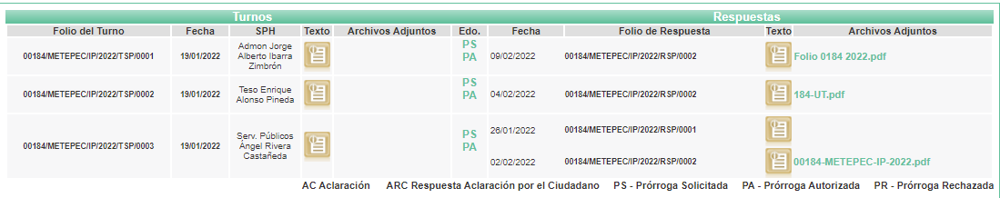 Turnos Respuestas
Folio del Turno Fecha SPH Texto Archivos Adjuntos Edo. Fecha Folio de Respuesta Texto Archivos Adjuntos
00184/METEPEC/IP/2022/TSP/0001 19/01/2022 Admon Jorge Alberto Ibarra Zimbrón PS PA 09/02/2022 00184/METEPEC/IP/2022/RSP/0002 Folio 0184 2022.pdf
00184/METEPEC/IP/2022/TSP/0002 19/01/2022 Teso Enrique Alonso Pineda PS PA 04/02/2022 00184/METEPEC/IP/2022/RSP/0002 184-UT.pdf
00184/METEPEC/IP/2022/TSP/0003 19/01/2022 Serv. Públicos Ángel Rivera Castañeda PS PA 26/01/2022 00184/METEPEC/IP/2022/RSP/0001
02/02/2022 00184/METEPEC/IP/2022/RSP/0002 00184-METEPEC-IP-2022.pdf
AC Aclaración ARC Respuesta Aclaración por el Ciudadano PS - Prórroga Solicitada PA - Prórroga Autorizada PR - Prórroga Rechazada